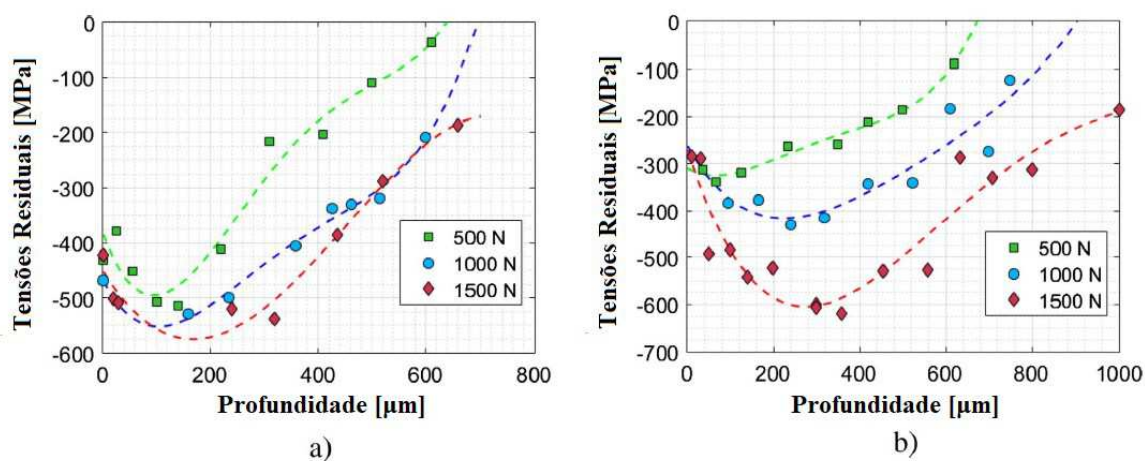 0
-100
-200
-300
-400
-500
-600
0 200 400 600 800
Tensões Residuais [MPa]
Profundidade [µm]
500 N
1000 N
1500 N
a)
0
-100
-200
-300
-400
-500
-600
-700
0 200 400 600 800 1000
Tensões Residuais [MPa]
Profundidade [µm]
500 N
1000 N
1500 N
b)